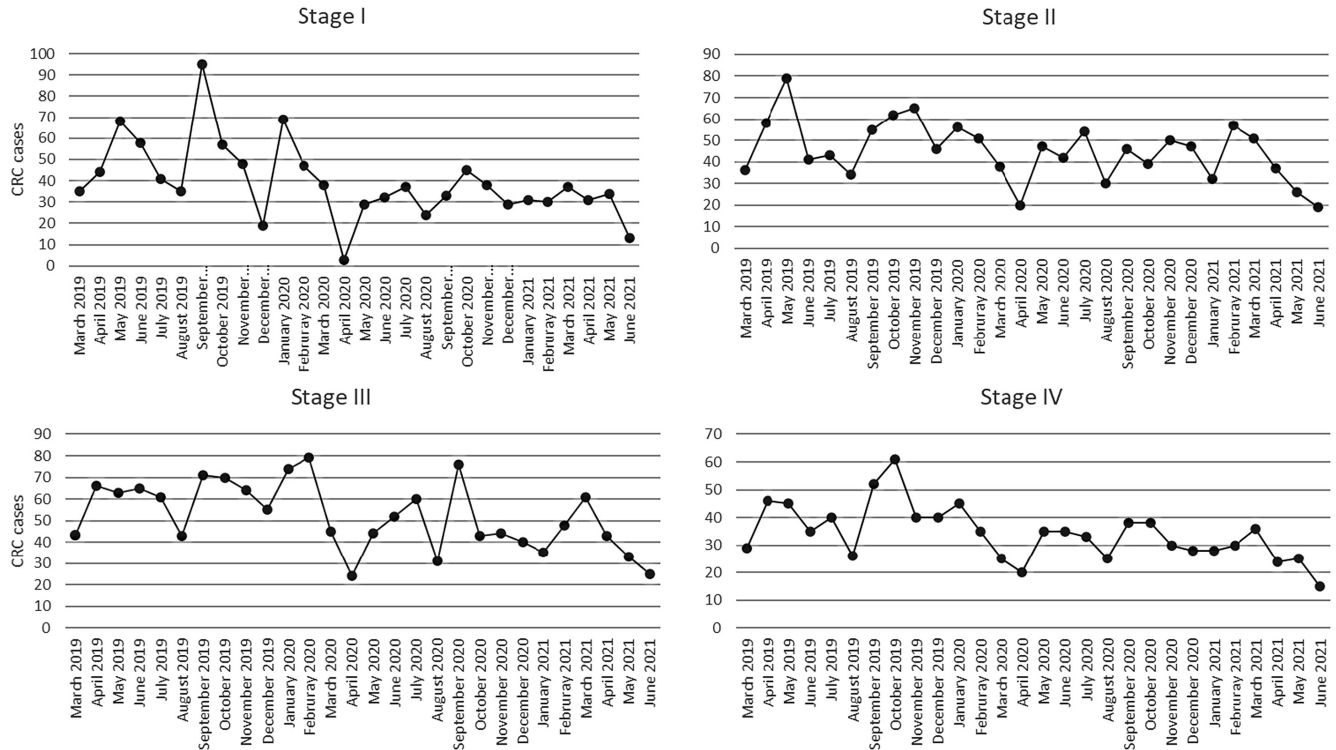 Stage I
CRC cases
100
90
80
70
60
50
40
30
20
10
0
March 2019
April 2019
May 2019
June 2019
July 2019
August 2019
September...
October 2019
November...
December...
January 2020
Februray 2020
March 2020
April 2020
May 2020
June 2020
July 2020
August 2020
September...
October 2020
November...
December...
January 2021
Februray 2021
March 2021
April 2021
May 2021
June 2021
Stage II
90
80
70
60
50
40
30
20
10
0
March 2019
April 2019
May 2019
June 2019
July 2019
August 2019
September 2019
October 2019
November 2019
December 2019
January 2020
Februray 2020
March 2020
April 2020
May 2020
June 2020
July 2020
August 2020
September 2020
October 2020
November 2020
December 2020
January 2021
Februray 2021
March 2021
April 2021
May 2021
June 2021
Stage III
CRC cases
90
80
70
60
50
40
30
20
10
0
March 2019
April 2019
May 2019
June 2019
July 2019
August 2019
September 2019
October 2019
November 2019
December 2019
January 2020
Februray 2020
March 2020
April 2020
May 2020
June 2020
July 2020
August 2020
September 2020
October 2020
November 2020
December 2020
January 2021
Februray 2021
March 2021
April 2021
May 2021
June 2021
Stage IV
70
60
50
40
30
20
10
0
March 2019
April 2019
May 2019
June 2019
July 2019
August 2019
September 2019
October 2019
November 2019
December 2019
January 2020
Februray 2020
March 2020
April 2020
May 2020
June 2020
July 2020
August 2020
September 2020
October 2020
November 2020
December 2020
January 2021
Februray 2021
March 2021
April 2021
May 2021
June 2021